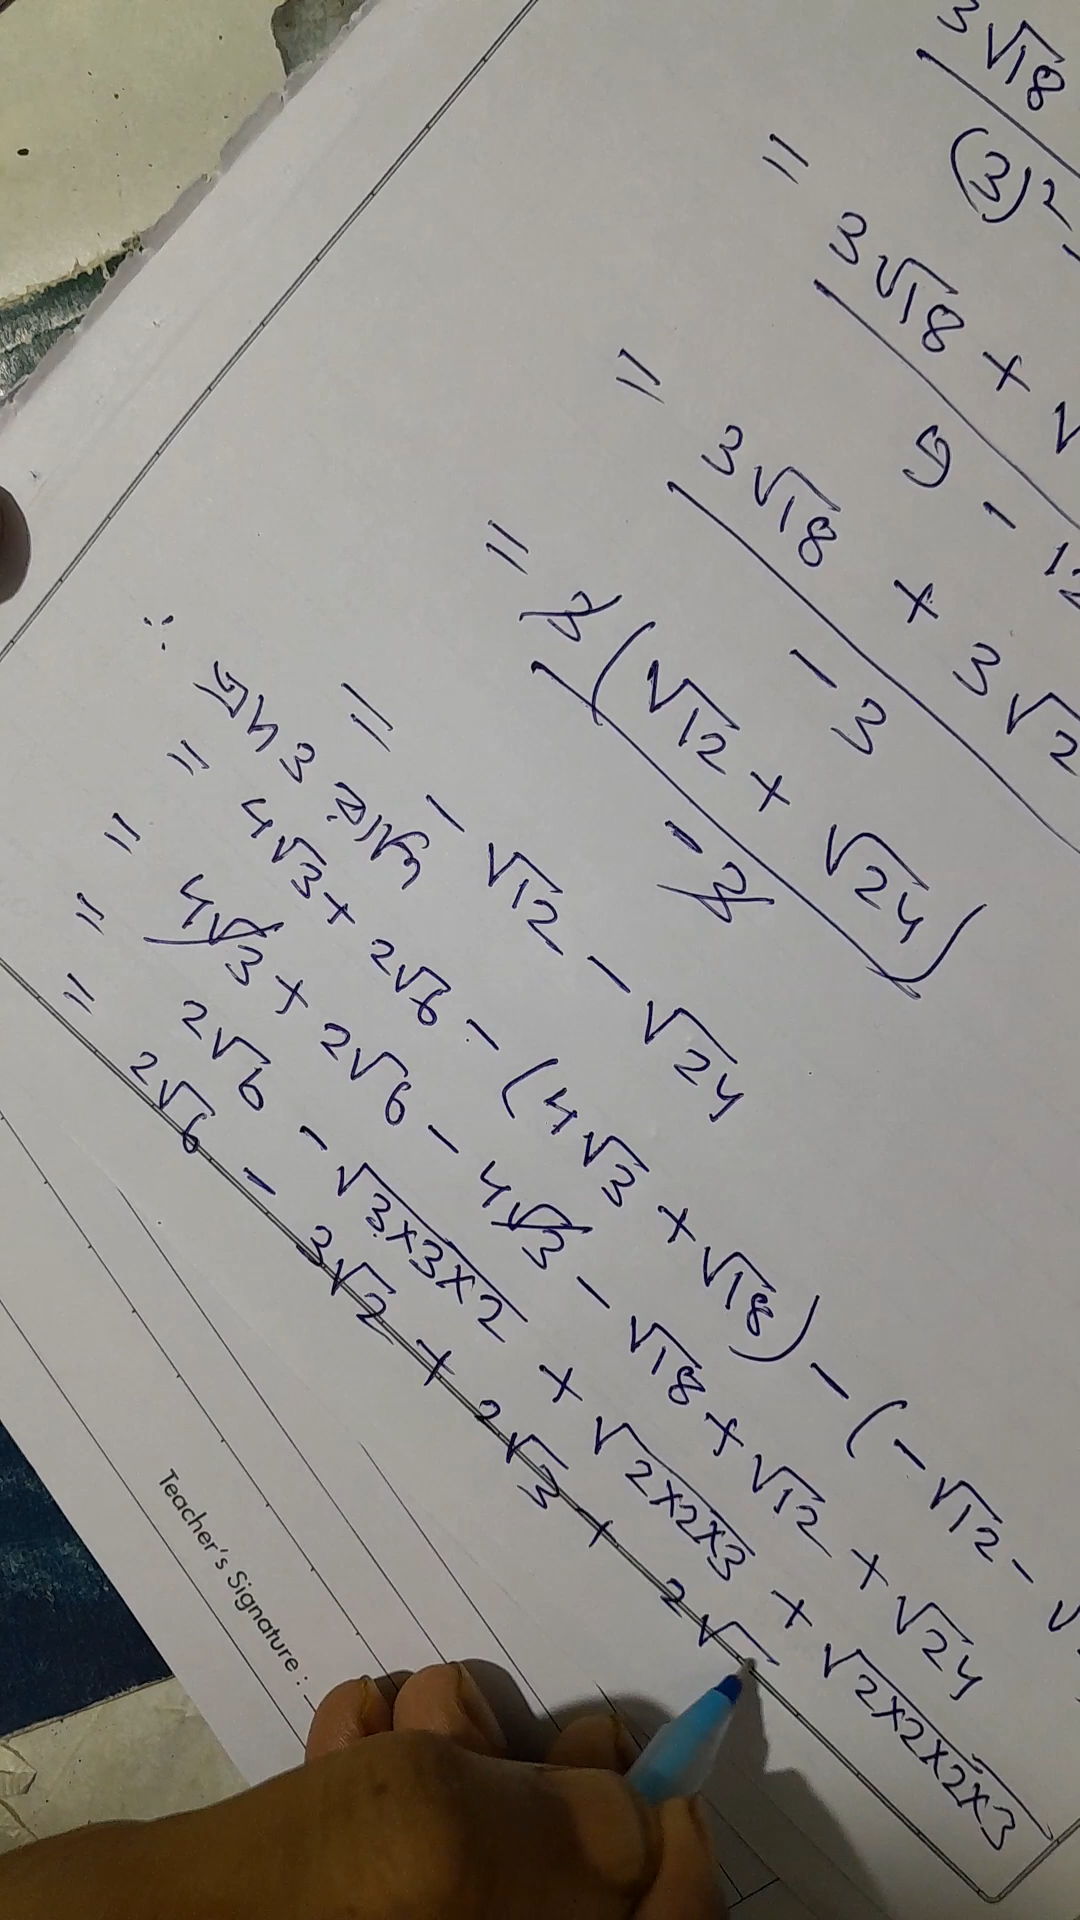 3√18
(3)²
= 3√18 + √
9 - 12
= 3√18 + 3√2
- 3
= 3(√12 + √24)
- 3
= - √12 - √24
∴
= 4√3 + 2√6 - (4√3 + √18) - (- √12 -
= 4√3 + 2√6 - 4√3 - √18 + √12 + √24
= 2√6 - √3×3×2 + √2×2×3 + √2×2×2×3
= 2√6 - 3√2 + 2√3 + 2√
Teacher's Signature :